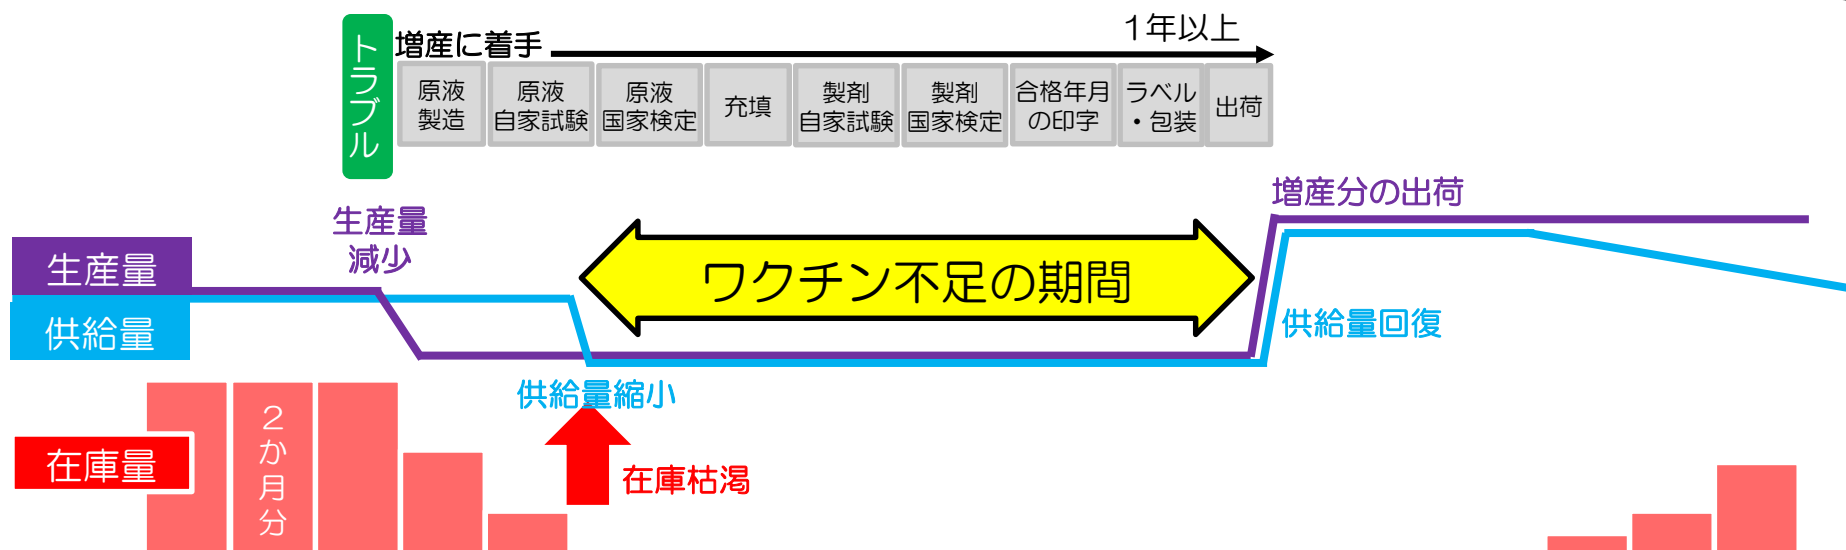 トラブル
増産に着手
1年以上
原液
製造
原液
自家試験
原液
国家検定
充填
製剤
自家試験
製剤
国家検定
合格年月
の印字
ラベル
・包装
出荷
生産量
減少
増産分の出荷
生産量
ワクチン不足の期間
供給量
供給量回復
供給量縮小
2か月分
在庫量
在庫枯渇